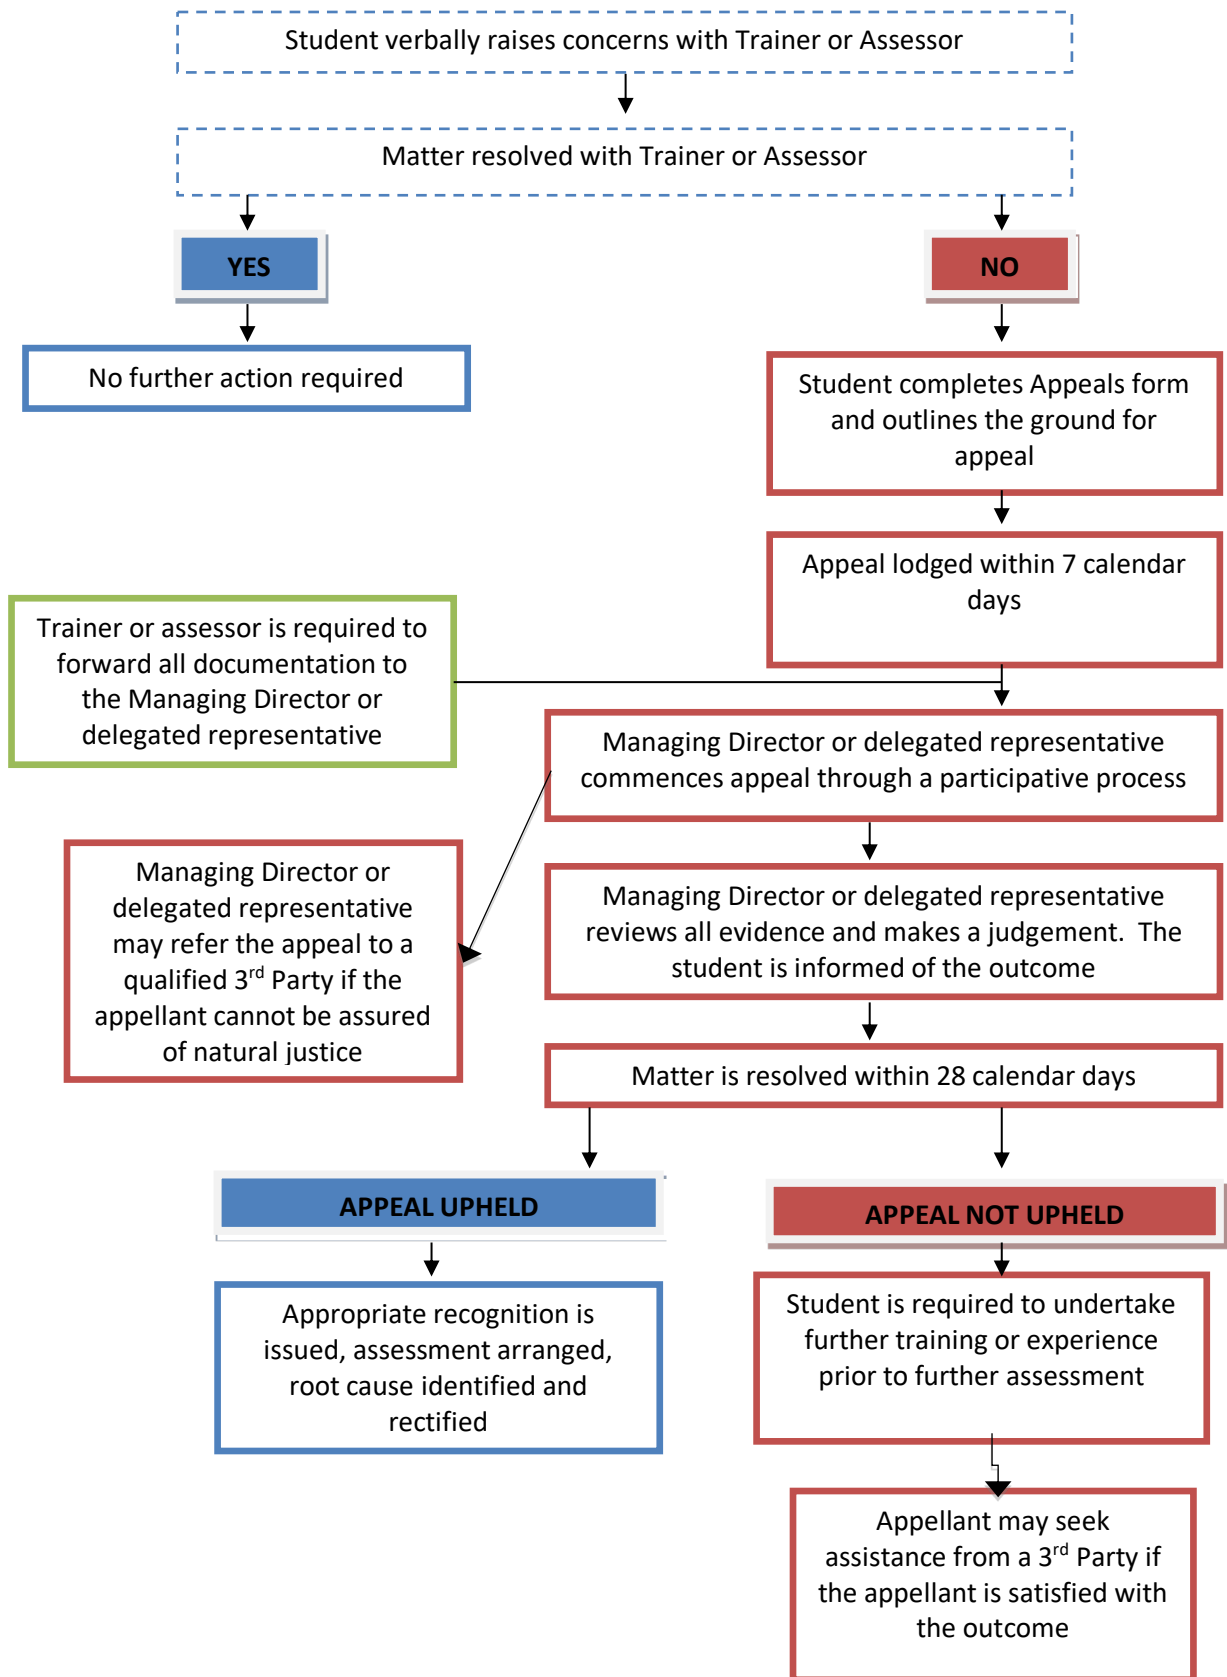 Student verbally raises concerns with Trainer or Assessor
Matter resolved with Trainer or Assessor
YES
NO
No further action required
Student completes Appeals form
and outlines the ground for
appeal
Appeal lodged within 7 calendar
days
Trainer or assessor is required to
forward all documentation to
the Managing Director or
delegated representative
Managing Director or delegated representative
commences appeal through a participative process
Managing Director or
delegated representative
may refer the appeal to a
qualified 3rd Party if the
appellant cannot be assured
of natural justice
Managing Director or delegated representative
reviews all evidence and makes a judgement.  The
student is informed of the outcome
Matter is resolved within 28 calendar days
APPEAL UPHELD
APPEAL NOT UPHELD
Appropriate recognition is
issued, assessment arranged,
root cause identified and
rectified
Student is required to undertake
further training or experience
prior to further assessment
Appellant may seek
assistance from a 3rd Party if
the appellant is satisfied with
the outcome